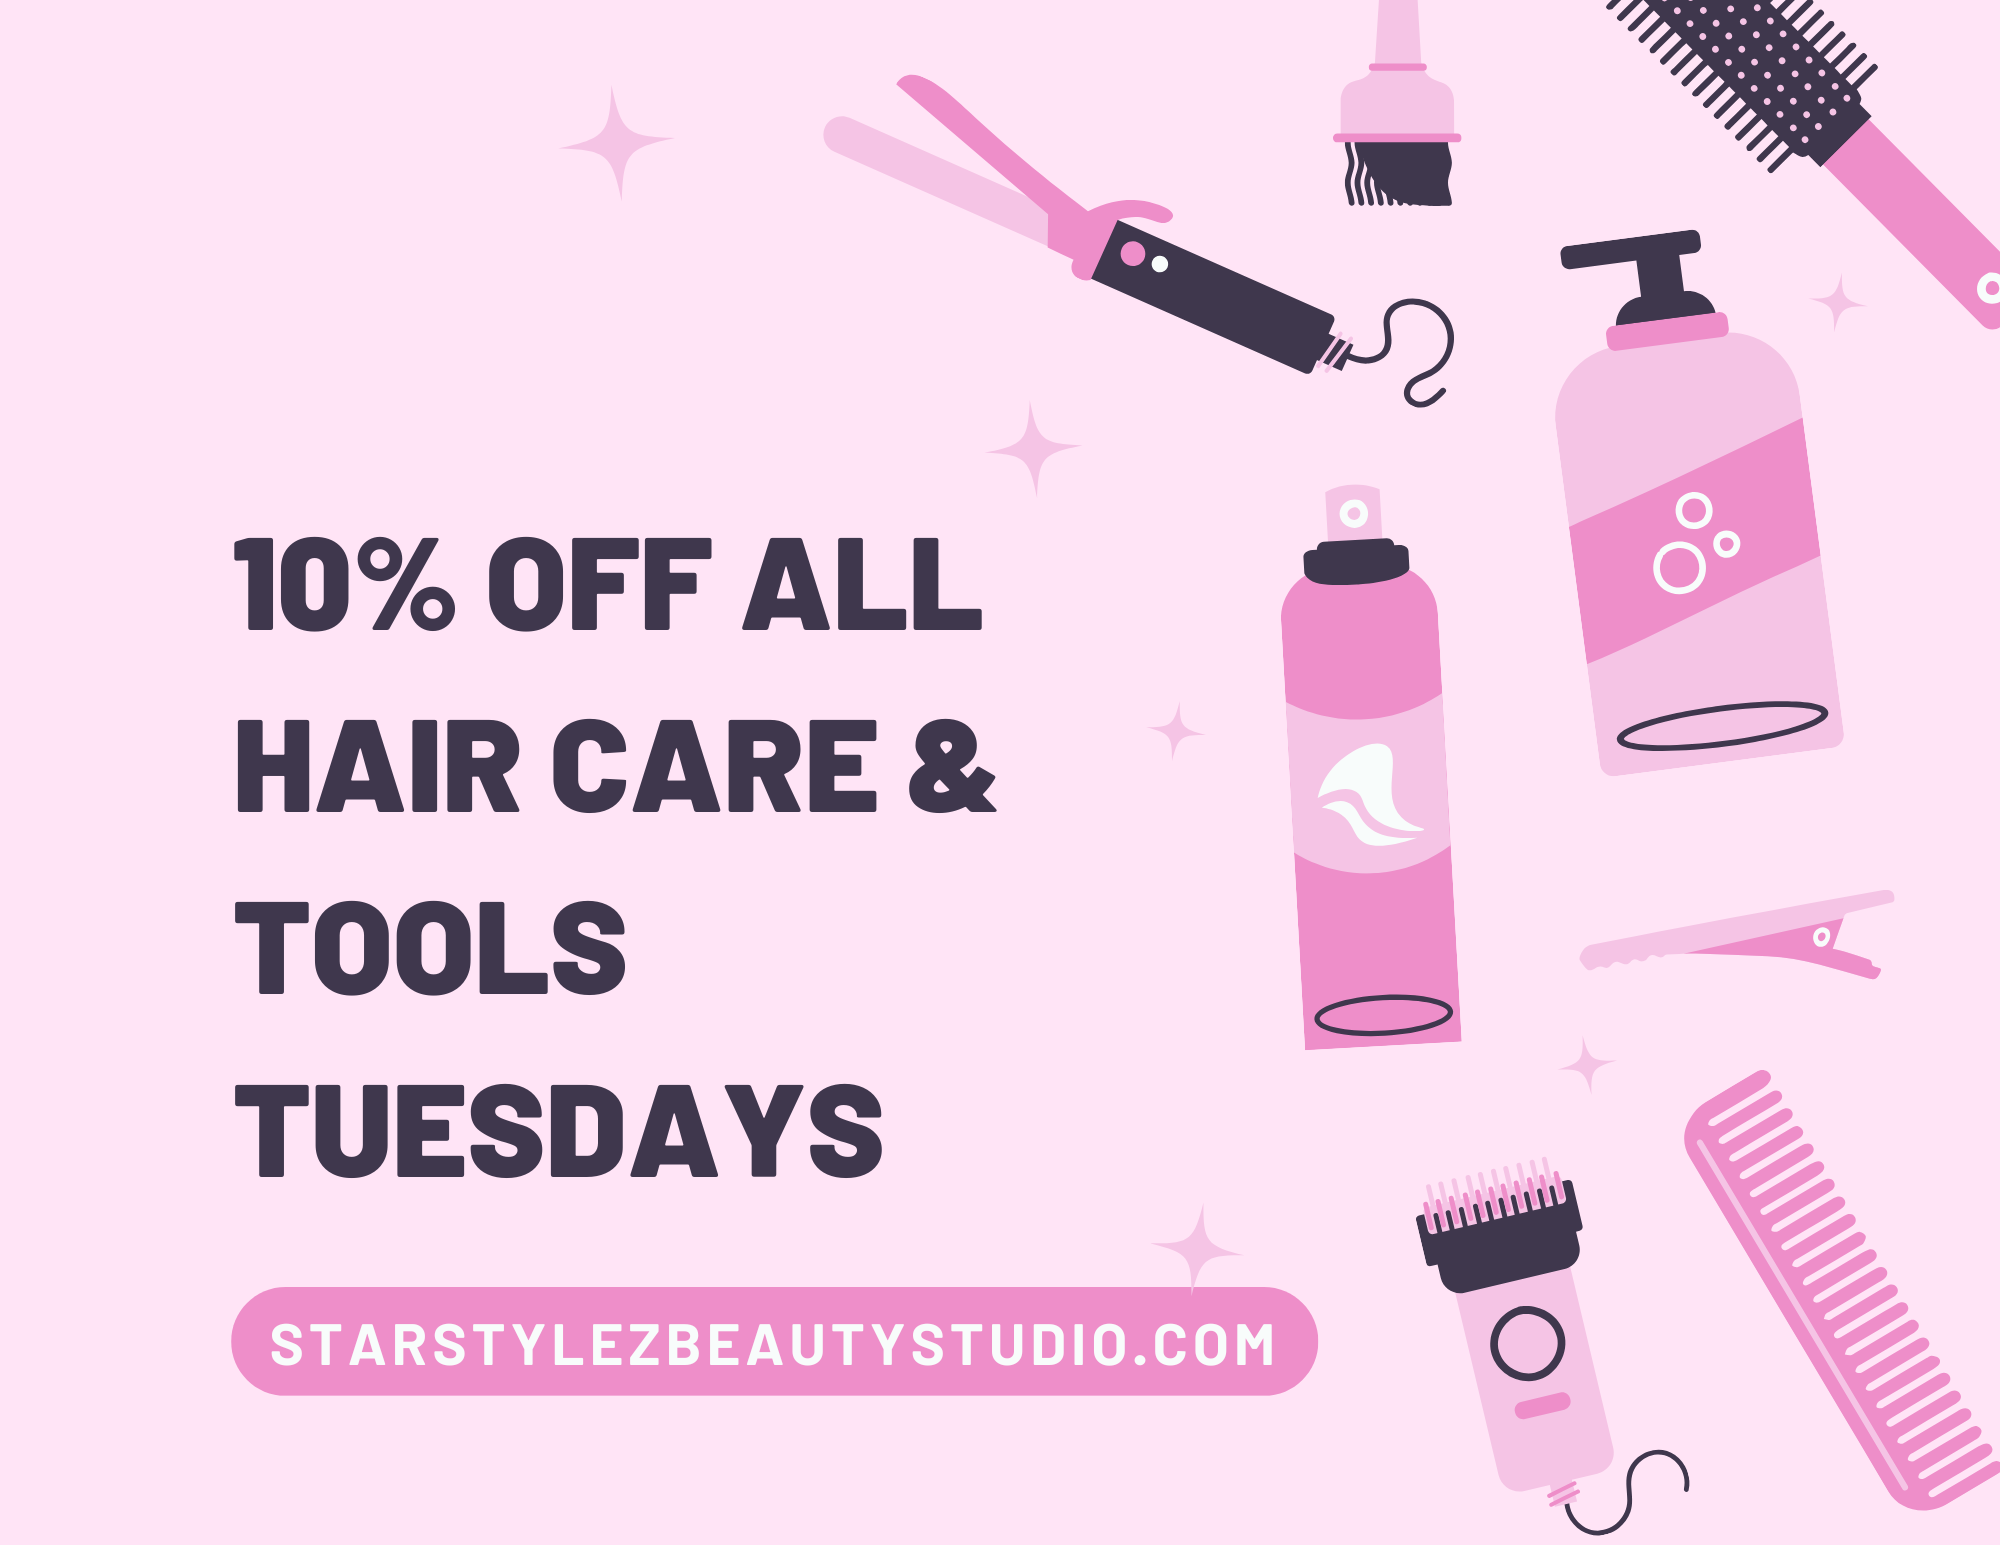 10% OFF ALL
HAIR CARE &
TOOLS
TUESDAYS
STARSTYLEZBEAUTYSTUDIO.COM